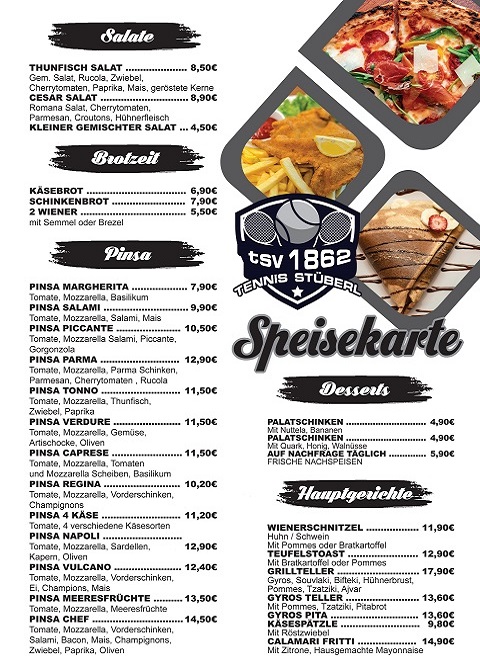 Salate
THUNFISCH SALAT ........................ 8,50€
Gem. Salat, Rucola, Zwiebel,
Cherrytomaten, Paprika, Mais, geröstete Kerne
CESAR SALAT ........................ 8,90€
Romana Salat, Cherrytomaten,
Parmesan, Croutons, Hühnerfleisch
KLEINER GEMISCHTER SALAT ... 4,50€
Brotzeit
KÄSEBROT ........................ 6,90€
SCHINKENBROT ........................ 7,90€
2 WIENER ........................ 5,50€
mit Semmel oder Brezel
Pinsa
PINSA MARGHERITA ............... 7,90€
Tomate, Mozzarella, Basilikum
PINSA SALAMI ..................... 9,90€
Tomate, Mozzarella, Salami, Mais
PINSA PICCANTE ................. 10,50€
Tomate, Mozzarella Salami, Piccante,
Gorgonzola
PINSA PARMA ........................ 12,90€
Tomate, Mozzarella, Parma Schinken,
Parmesan, Cherrytomaten , Rucola
PINSA TONNO ........................ 11,50€
Tomate, Mozzarella, Thunfisch,
Zwiebel, Paprika
PINSA VERDURE .................... 11,50€
Tomate, Mozzarella, Gemüse,
Artischocke, Oliven
PINSA CAPRESE .................... 11,50€
Tomate, Mozzarella, Tomaten
und Mozzarella Scheiben, Basilikum
PINSA REGINA ..................... 10,20€
Tomate, Mozzarella, Vorderschinken,
Champignons
PINSA 4 KÄSE ..................... 11,20€
Tomate, 4 verschiedene Käsesorten
PINSA NAPOLI ........................
Tomate, Mozzarella, Sardellen, 12,90€
Kapern, Oliven
PINSA VULCANO .................. 12,40€
Tomate, Mozzarella, Vorderschinken,
Ei, Champions, Mais
PINSA MEERESFRÜCHTE ....... 13,50€
Tomate, Mozzarella, Meeresfrüchte
PINSA CHEF ........................ 14,50€
Tomate, Mozzarella, Vorderschinken,
Salami, Bacon, Mais, Champignons,
Zwiebel, Paprika, Oliven
tsv 1862
TENNIS STÜBERL
Speisekarte
Desserts
PALATSCHINKEN ........................ 4,90€
Mit Nuttela, Bananen
PALATSCHINKEN ........................ 4,90€
Mit Quark, Honig, Walnüsse
AUF NACHFRAGE TÄGLICH ......... 5,90€
FRISCHE NACHSPEISEN
Hauptgerichte
WIENERSCHNITZEL .................. 11,90€
Huhn / Schwein
Mit Pommes oder Bratkartoffel
TEUFELSTOAST ..................... 12,90€
Mit Bratkartoffel oder Pommes
GRILLTELLER ........................ 17,90€
Gyros, Souvlaki, Bifteki, Hühnerbrust,
Pommes, Tzatziki, Ajvar
GYROS TELLER ..................... 13,60€
Mit Pommes, Tzatziki, Pitabrot
GYROS PITA ........................ 13,60€
KÄSESPÄTZLE ..................... 9,80€
Mit Röstzwiebel
CALAMARI FRITTI .................. 14,90€
Mit Zitrone, Hausgemachte Mayonnaise